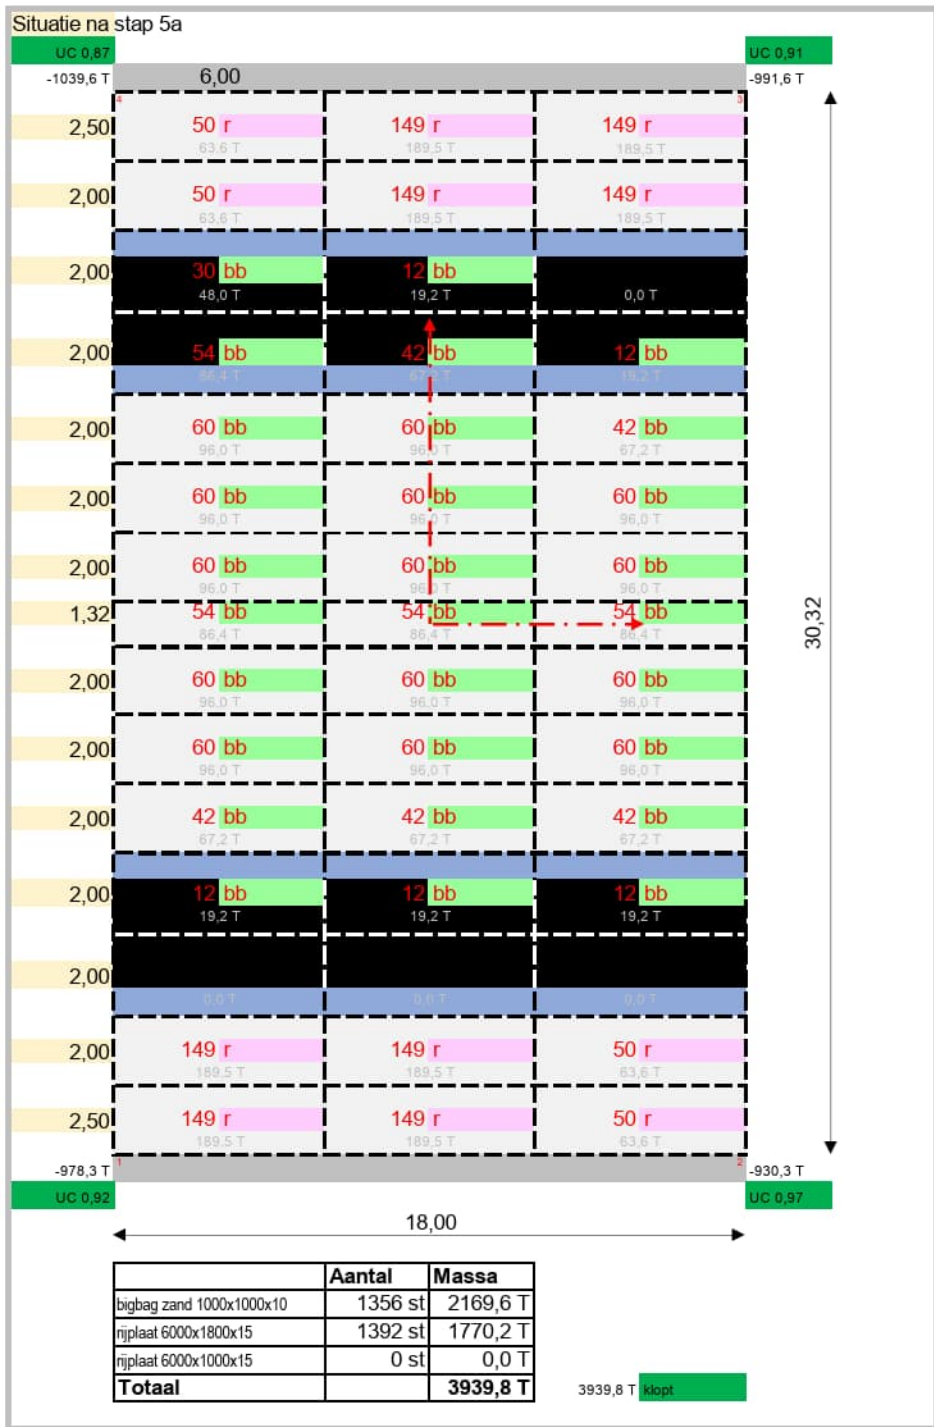 Situatie na stap 5a
UC 0,87 UC 0,91
-1039,6 T 6,00 -991,6 T
4 3
2,50 50 r 149 r 149 r
63,6 T 189,5 T 189,5 T
2,00 50 r 149 r 149 r
63,6 T 189,5 T 189,5 T
2,00 30 bb 12 bb
48,0 T 19,2 T 0,0 T
2,00 54 bb 42 bb 12 bb
86,4 T 67,2 T 19,2 T
2,00 60 bb 60 bb 42 bb
96,0 T 96,0 T 67,2 T
2,00 60 bb 60 bb 60 bb
96,0 T 96,0 T 96,0 T
2,00 60 bb 60 bb 60 bb
96,0 T 96,0 T 96,0 T
1,32 54 bb 54 bb 54 bb
86,4 T 86,4 T 86,4 T
30,32
2,00 60 bb 60 bb 60 bb
96,0 T 96,0 T 96,0 T
2,00 60 bb 60 bb 60 bb
96,0 T 96,0 T 96,0 T
2,00 42 bb 42 bb 42 bb
67,2 T 67,2 T 67,2 T
2,00 12 bb 12 bb 12 bb
19,2 T 19,2 T 19,2 T
2,00
0,0 T 0,0 T 0,0 T
2,00 149 r 149 r 50 r
189,5 T 189,5 T 63,6 T
2,50 149 r 149 r 50 r
189,5 T 189,5 T 63,6 T
1 2
-978,3 T -930,3 T
UC 0,92 UC 0,97
18,00
Aantal Massa
bigbag zand 1000x1000x10 1356 st 2169,6 T
rijplaat 6000x1800x15 1392 st 1770,2 T
rijplaat 6000x1000x15 0 st 0,0 T
Totaal 3939,8 T 3939,8 T klopt